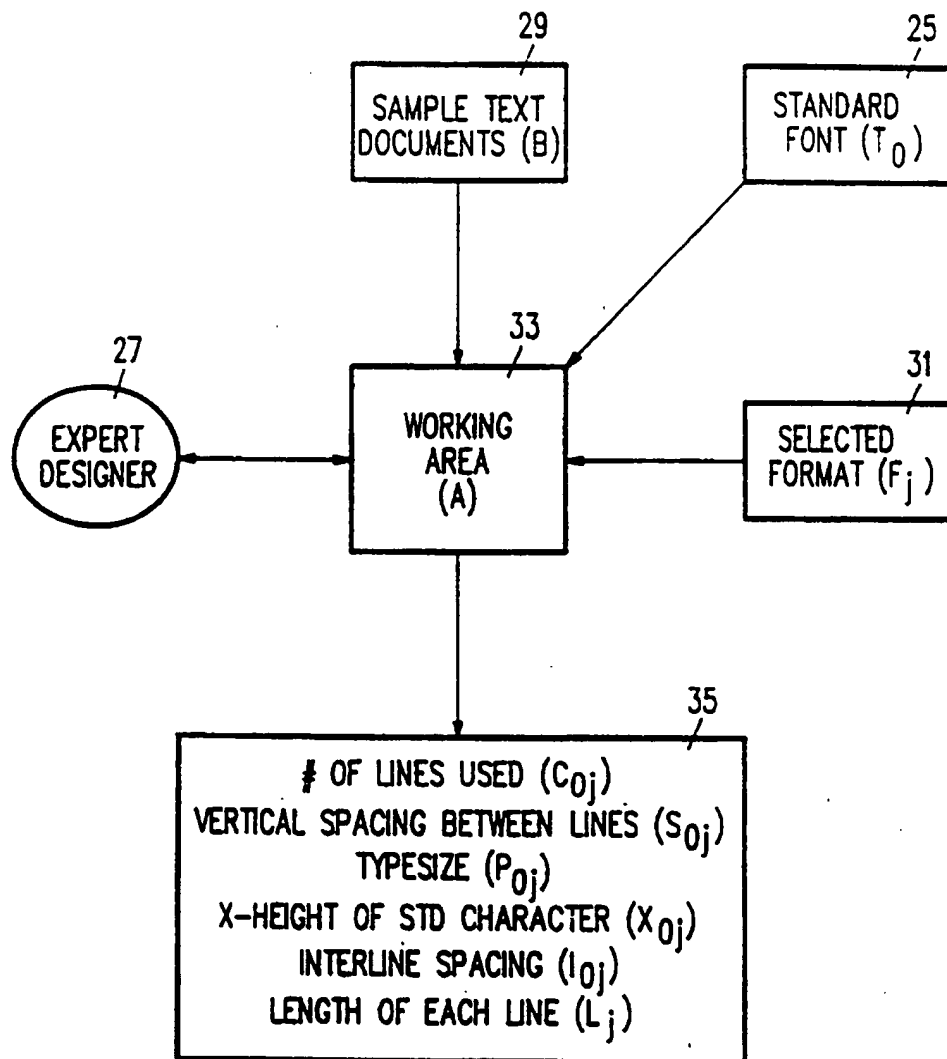 29
SAMPLE TEXT
DOCUMENTS (B)
25
STANDARD
FONT (T0)
27
EXPERT
DESIGNER
33
WORKING
AREA
(A)
31
SELECTED
FORMAT (Fj)
35
# OF LINES USED (C0j)
VERTICAL SPACING BETWEEN LINES (S0j)
TYPESIZE (P0j)
X-HEIGHT OF STD CHARACTER (X0j)
INTERLINE SPACING (I0j)
LENGTH OF EACH LINE (Lj)